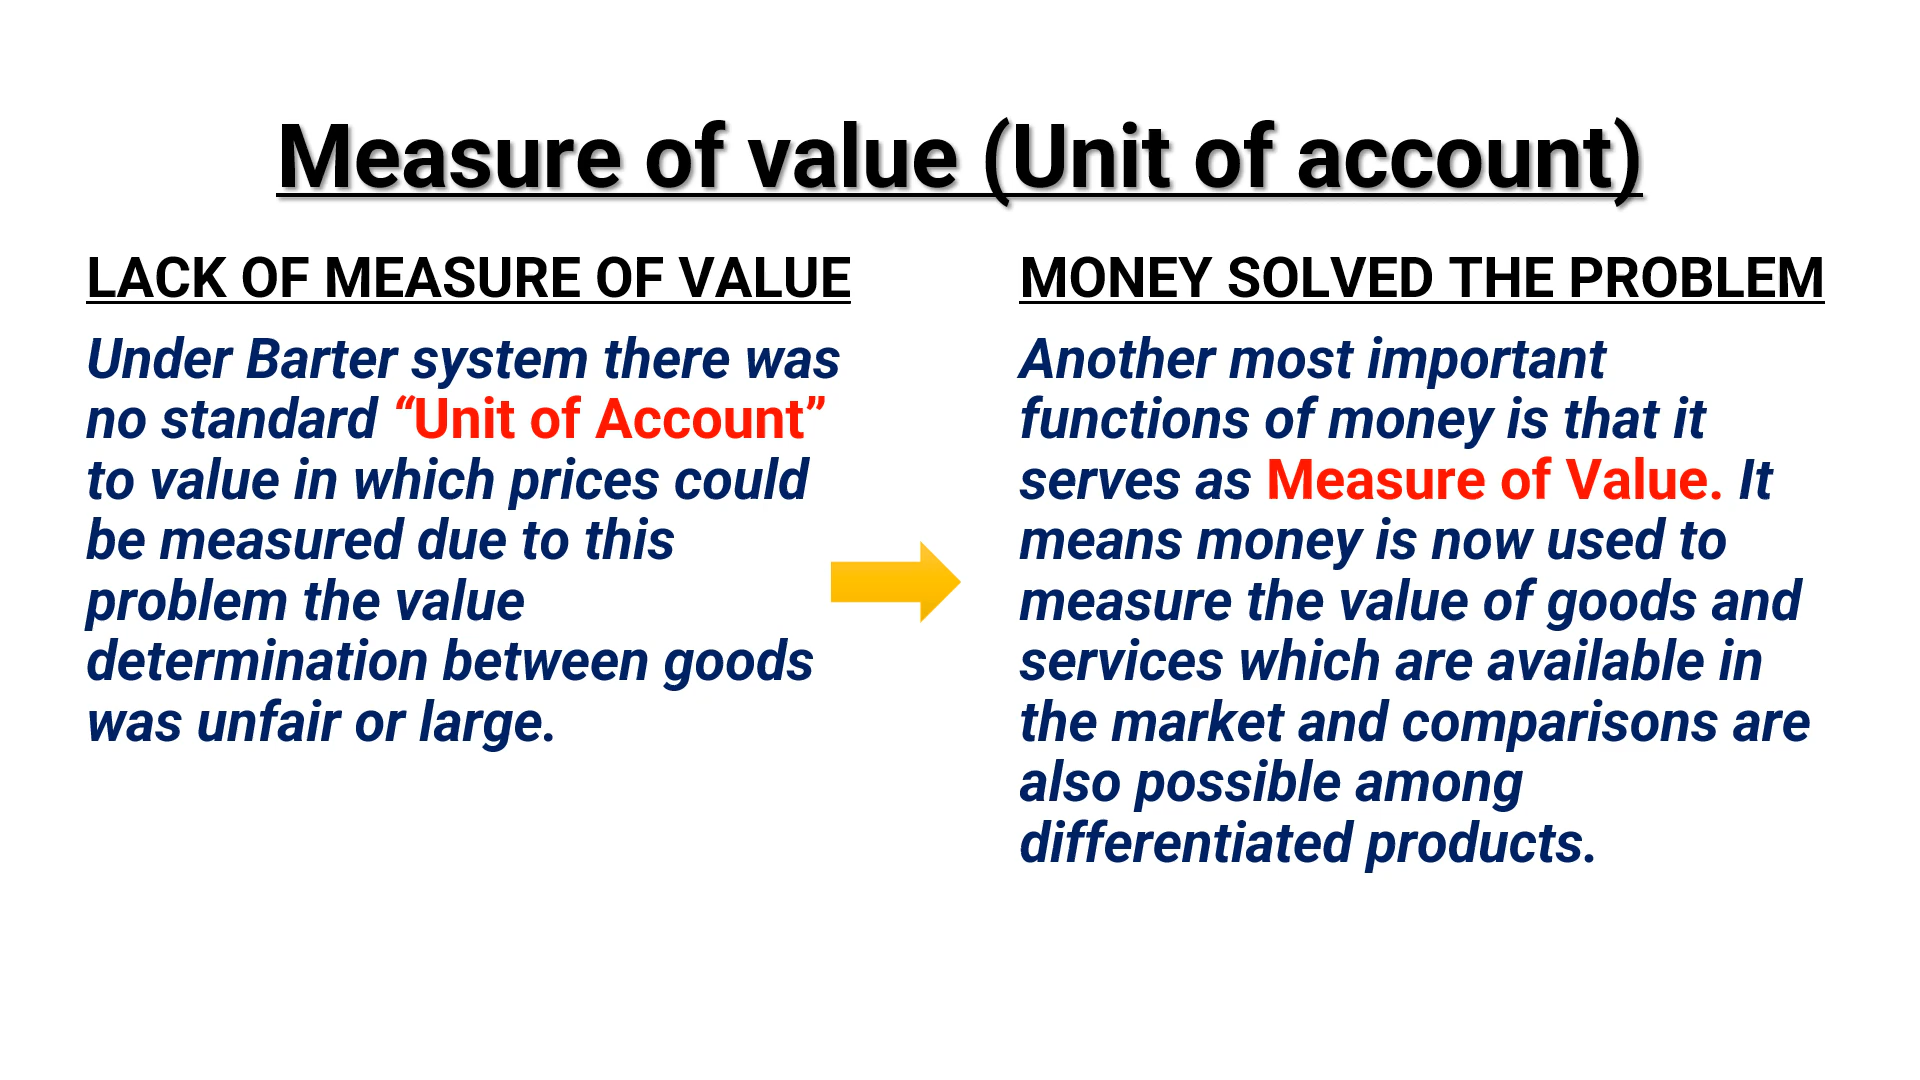 Measure of value (Unit of account)
LACK OF MEASURE OF VALUE
Under Barter system there was
no standard “Unit of Account”
to value in which prices could
be measured due to this
problem the value
determination between goods
was unfair or large.
MONEY SOLVED THE PROBLEM
Another most important
functions of money is that it
serves as Measure of Value. It
means money is now used to
measure the value of goods and
services which are available in
the market and comparisons are
also possible among
differentiated products.